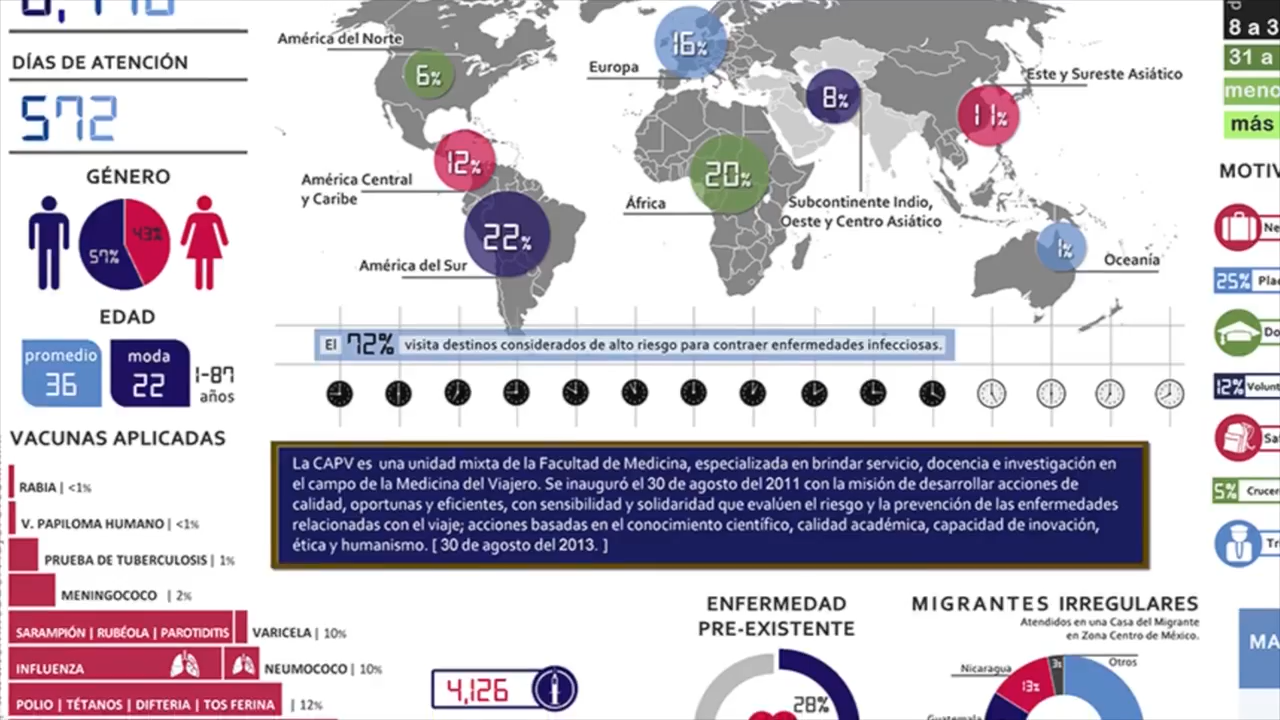 DÍAS DE ATENCIÓN
572
GÉNERO
57%
43%
EDAD
promedio
36
moda
22
1-87
años
VACUNAS APLICADAS
RABIA | <1%
V. PAPILOMA HUMANO | <1%
PRUEBA DE TUBERCULOSIS | 1%
MENINGOCOCO | 2%
SARAMPIÓN | RUBÉOLA | PAROTIDITIS
VARICELA | 10%
INFLUENZA
NEUMOCOCO | 10%
POLIO | TÉTANOS | DIFTERIA | TOS FERINA | 12%
América del Norte
6%
Europa
16%
8%
Este y Sureste Asiático
11%
América Central
y Caribe
12%
África
20%
Subcontinente Indio,
Oeste y Centro Asiático
América del Sur
22%
Oceanía
1%
El 72% visita destinos considerados de alto riesgo para contraer enfermedades infecciosas.
La CAPV es una unidad mixta de la Facultad de Medicina, especializada en brindar servicio, docencia e investigación en
el campo de la Medicina del Viajero. Se inauguró el 30 de agosto del 2011 con la misión de desarrollar acciones de
calidad, oportunas y eficientes, con sensibilidad y solidaridad que evalúen el riesgo y la prevención de las enfermedades
relacionadas con el viaje; acciones basadas en el conocimiento científico, calidad académica, capacidad de inovación,
ética y humanismo. [ 30 de agosto del 2013. ]
4,126
ENFERMEDAD
PRE-EXISTENTE
28%
MIGRANTES IRREGULARES
Atendidos en una Casa del Migrante
en Zona Centro de México.
Nicaragua
13%
Otros
Guatemala
8 a 3
31 a
meno
más
MOTIV
Ne
25% Plac
Do
12% Volunt
Sal
5% Crucer
Tr
MA